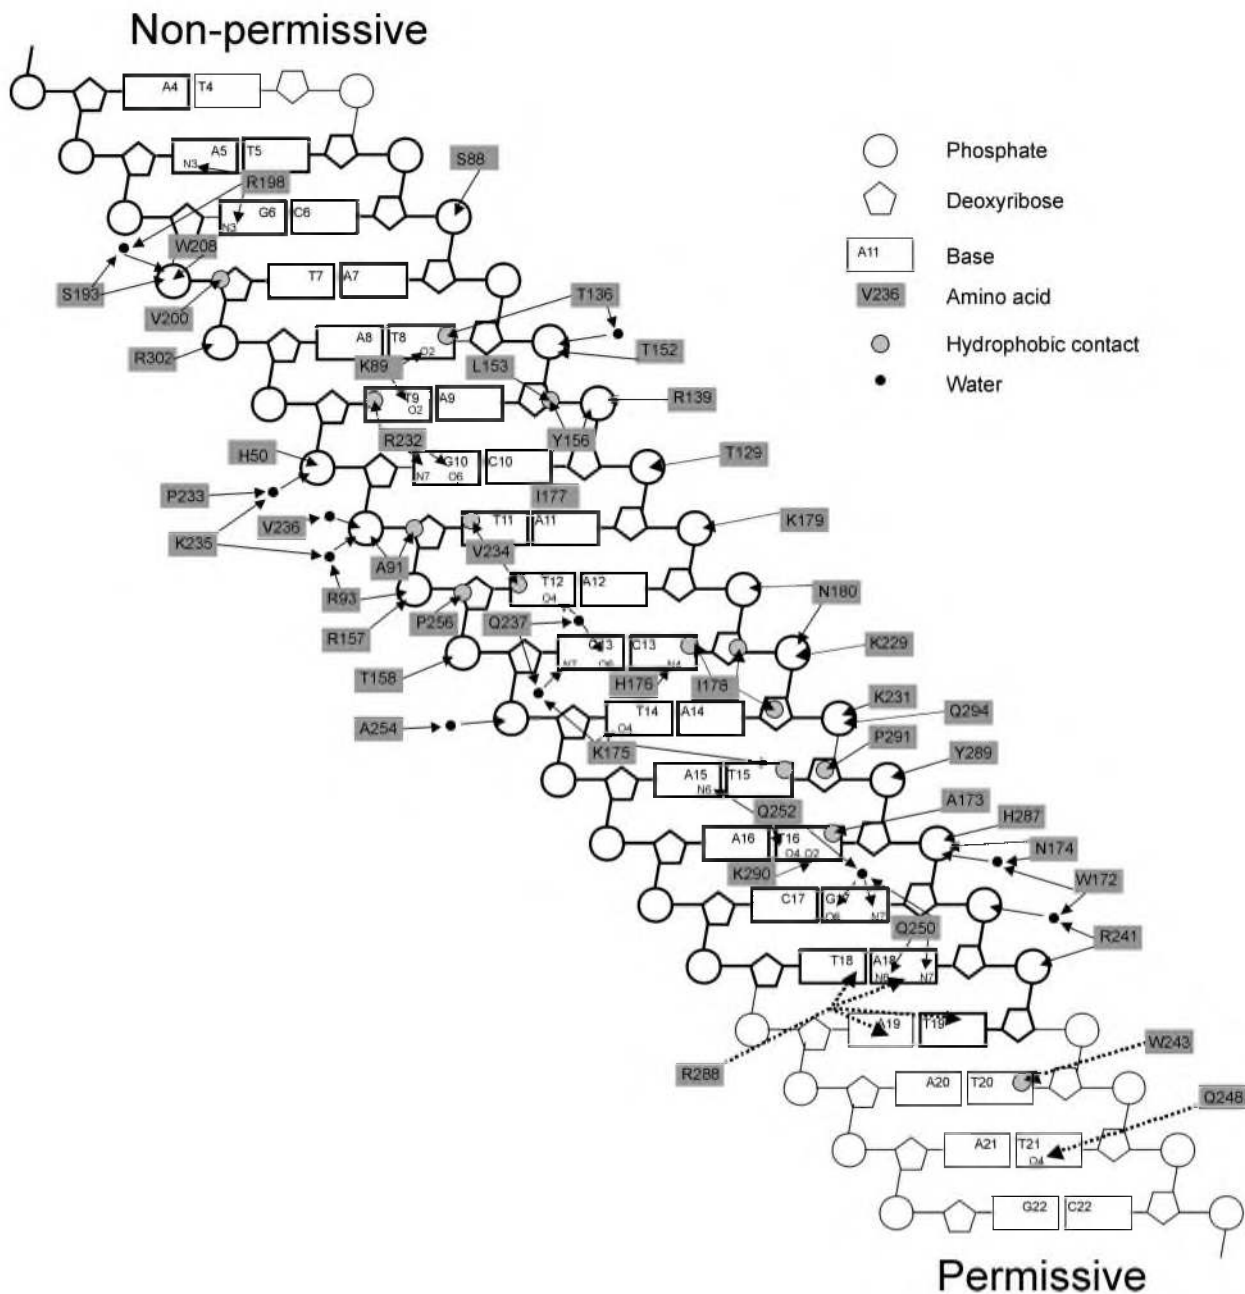 Non-permissive
A4 T4
A5 T5
N3
R198
S88
G6 C6
N3
W208
T7 A7
S193
V200
T136
A8 T8
O2
R302
K89
L153
T152
T9 A9
O2
R139
R232
Y156
H50
G10 C10
N7 O6
T129
P233
I177
V236
T11 A11
K179
K235
A91
V234
T12 A12
O4
R93
N180
P256
Q237
R157
G13 C13
N7 O6 N4
K229
T158
H176
I178
K231
T14 A14
O4
Q294
A254
K175
P291
Y289
A15 T15
N6
Q252
A173
H287
A16 T16
O4 O2
N174
K290
W172
C17 G17
O6 N7
Q250
R241
T18 A18
N6 N7
A19 T19
R288
W243
A20 T20
Q248
A21 T21
O4
G22 C22
Permissive
Phosphate
Deoxyribose
A11 Base
V236 Amino acid
Hydrophobic contact
Water